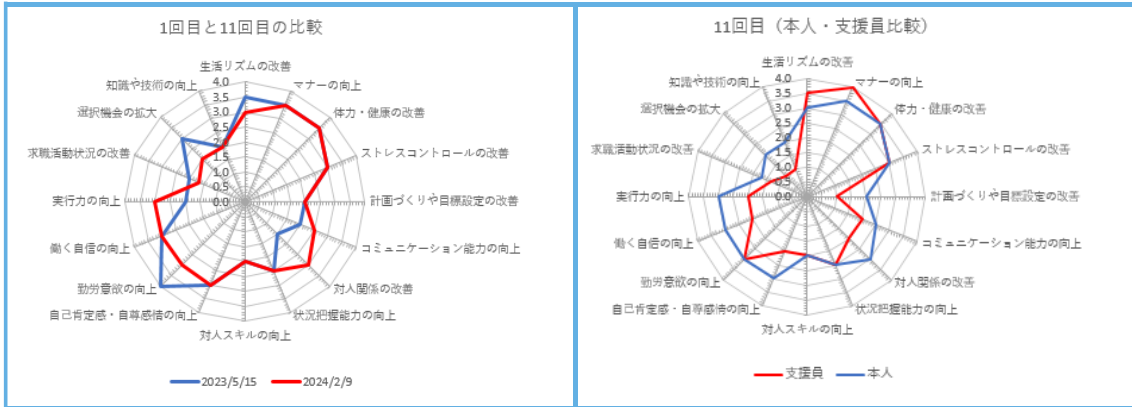 1回目と11回目の比較
生活リズムの改善
マナーの向上
体力・健康の改善
ストレスコントロールの改善
計画づくりや目標設定の改善
コミュニケーション能力の向上
対人関係の改善
状況把握能力の向上
対人スキルの向上
自己肯定感・自尊感情の向上
勤労意欲の向上
働く自信の向上
実行力の向上
求職活動状況の改善
選択機会の拡大
知識や技術の向上
4.0
3.5
3.0
2.5
2.0
1.5
1.0
0.5
0.0
2023/5/15
2024/2/9
11回目（本人・支援員比較）
生活リズムの改善
マナーの向上
体力・健康の改善
ストレスコントロールの改善
計画づくりや目標設定の改善
コミュニケーション能力の向上
対人関係の改善
状況把握能力の向上
対人スキルの向上
自己肯定感・自尊感情の向上
勤労意欲の向上
働く自信の向上
実行力の向上
求職活動状況の改善
選択機会の拡大
知識や技術の向上
4.0
3.5
3.0
2.5
2.0
1.5
1.0
0.5
0.0
支援員
本人